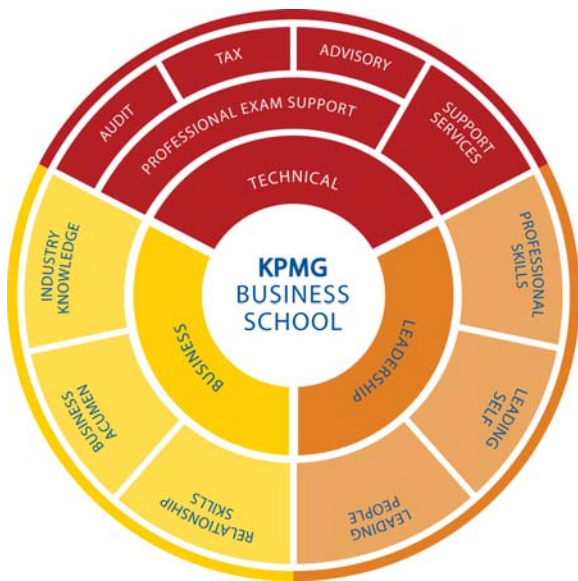 AUDIT
TAX
ADVISORY
SUPPORT
SERVICES
PROFESSIONAL EXAM SUPPORT
TECHNICAL
KPMG
BUSINESS
SCHOOL
INDUSTRY
KNOWLEDGE
BUSINESS
ACUMEN
RELATIONSHIP
SKILLS
BUSINESS
LEADERSHIP
PROFESSIONAL
SKILLS
LEADING
SELF
LEADING
PEOPLE